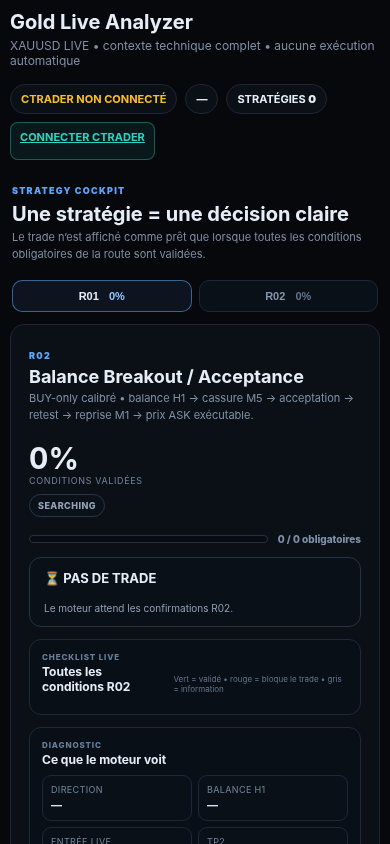 Gold Live Analyzer
XAUUSD LIVE • contexte technique complet • aucune exécution
automatique
CTRADER NON CONNECTÉ
—
STRATÉGIES 0
CONNECTER CTRADER
STRATEGY COCKPIT
Une stratégie = une décision claire
Le trade n'est affiché comme prêt que lorsque toutes les conditions
obligatoires de la route sont validées.
R01 0%
R02 0%
R02
Balance Breakout / Acceptance
BUY-only calibré • balance H1 → cassure M5 → acceptation →
retest → reprise M1 → prix ASK exécutable.
0%
CONDITIONS VALIDÉES
SEARCHING
0 / 0 obligatoires
⏳ PAS DE TRADE
Le moteur attend les confirmations R02.
CHECKLIST LIVE
Toutes les
conditions R02
Vert = validé • rouge = bloque le trade • gris
= information
DIAGNOSTIC
Ce que le moteur voit
DIRECTION
—
BALANCE H1
—
ENTRÉE LIVE
TP2